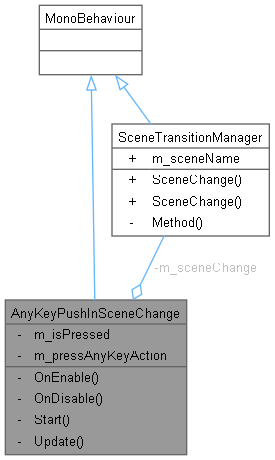 MonoBehaviour
SceneTransitionManager
+ m_sceneName
+ SceneChange()
+ SceneChange()
- Method()
-m_sceneChange
AnyKeyPushInSceneChange
- m_isPressed
- m_pressAnyKeyAction
- OnEnable()
- OnDisable()
- Start()
- Update()